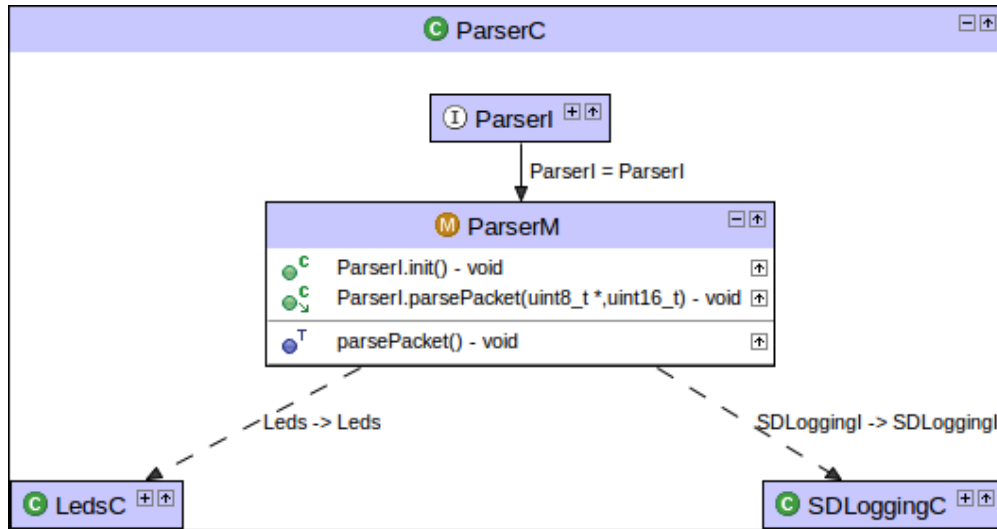 C ParserC
I ParserI
ParserI = ParserI
M ParserM
C ParserI.init() - void
C ParserI.parsePacket(uint8_t *,uint16_t) - void
T parsePacket() - void
Leds -> Leds
SDLoggingI -> SDLoggingI
C LedsC
C SDLoggingC